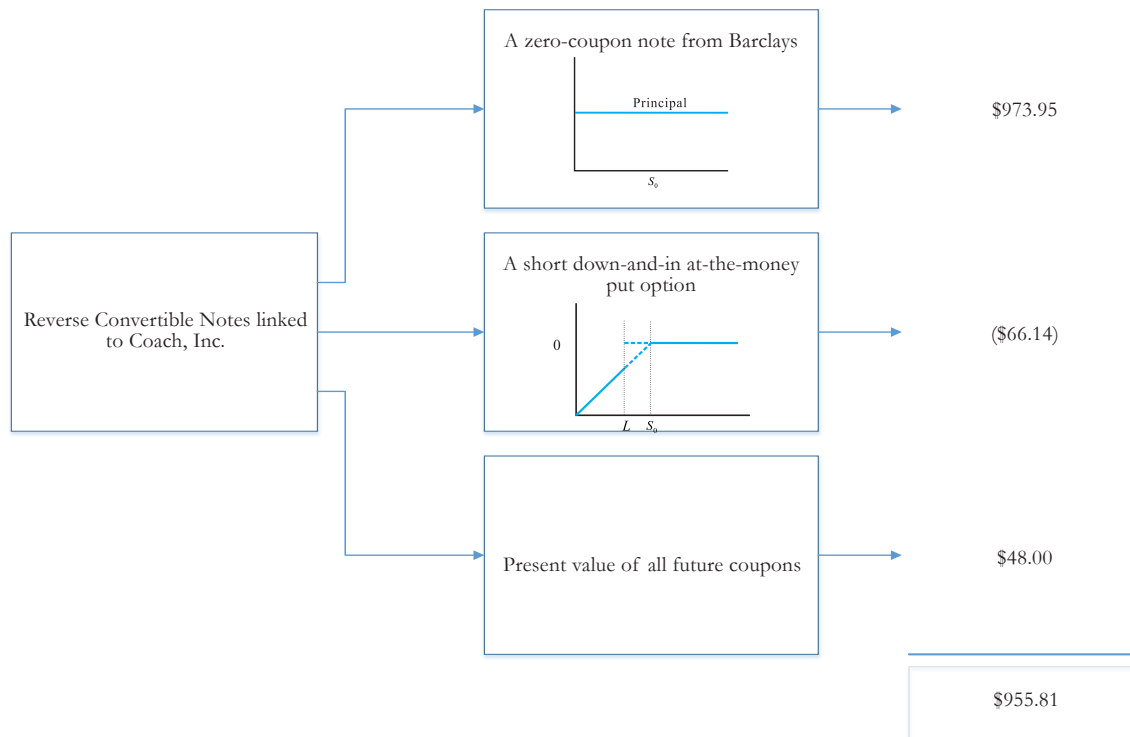 A zero-coupon note from Barclays
Principal
S₀
$973.95
Reverse Convertible Notes linked
to Coach, Inc.
A short down-and-in at-the-money
put option
0
L S₀
($66.14)
Present value of all future coupons
$48.00
$955.81